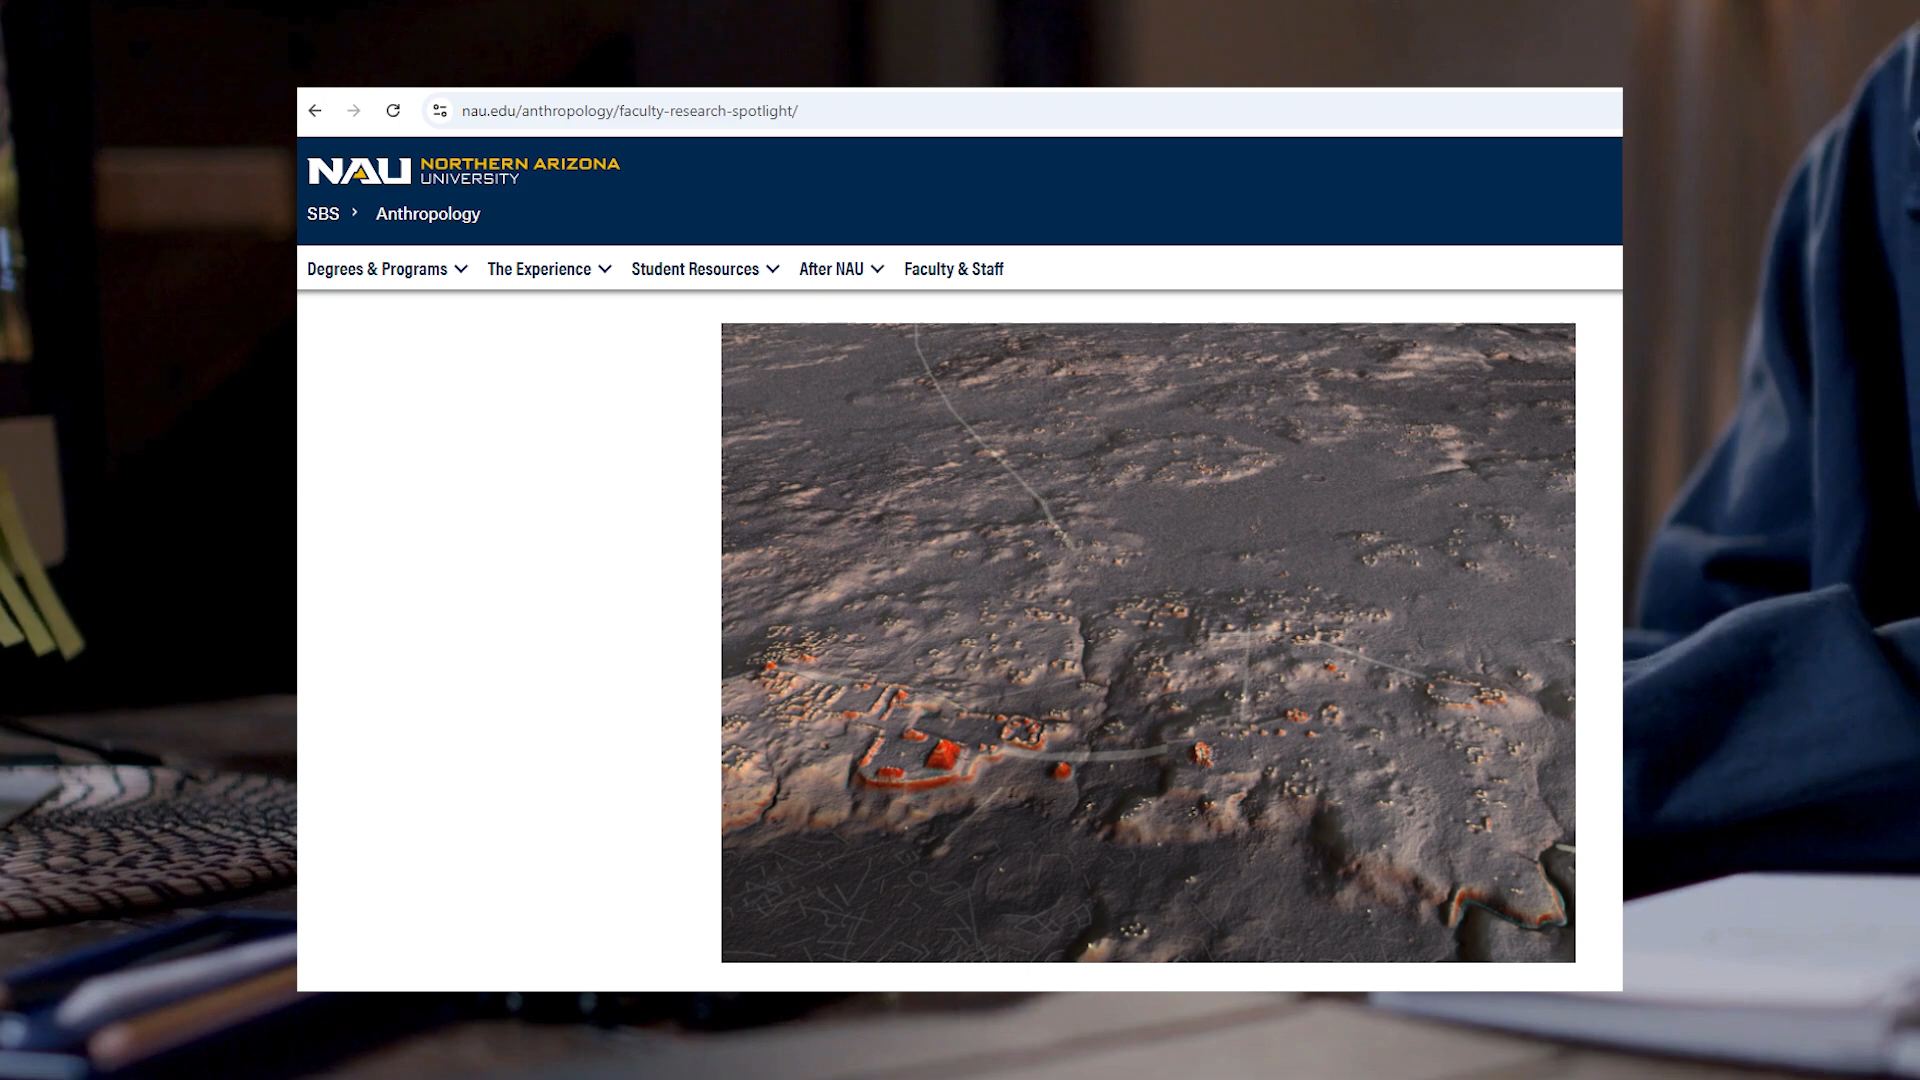 nau.edu/anthropology/faculty-research-spotlight/
NAU NORTHERN ARIZONA
UNIVERSITY
SBS > Anthropology
Degrees & Programs The Experience Student Resources After NAU Faculty & Staff